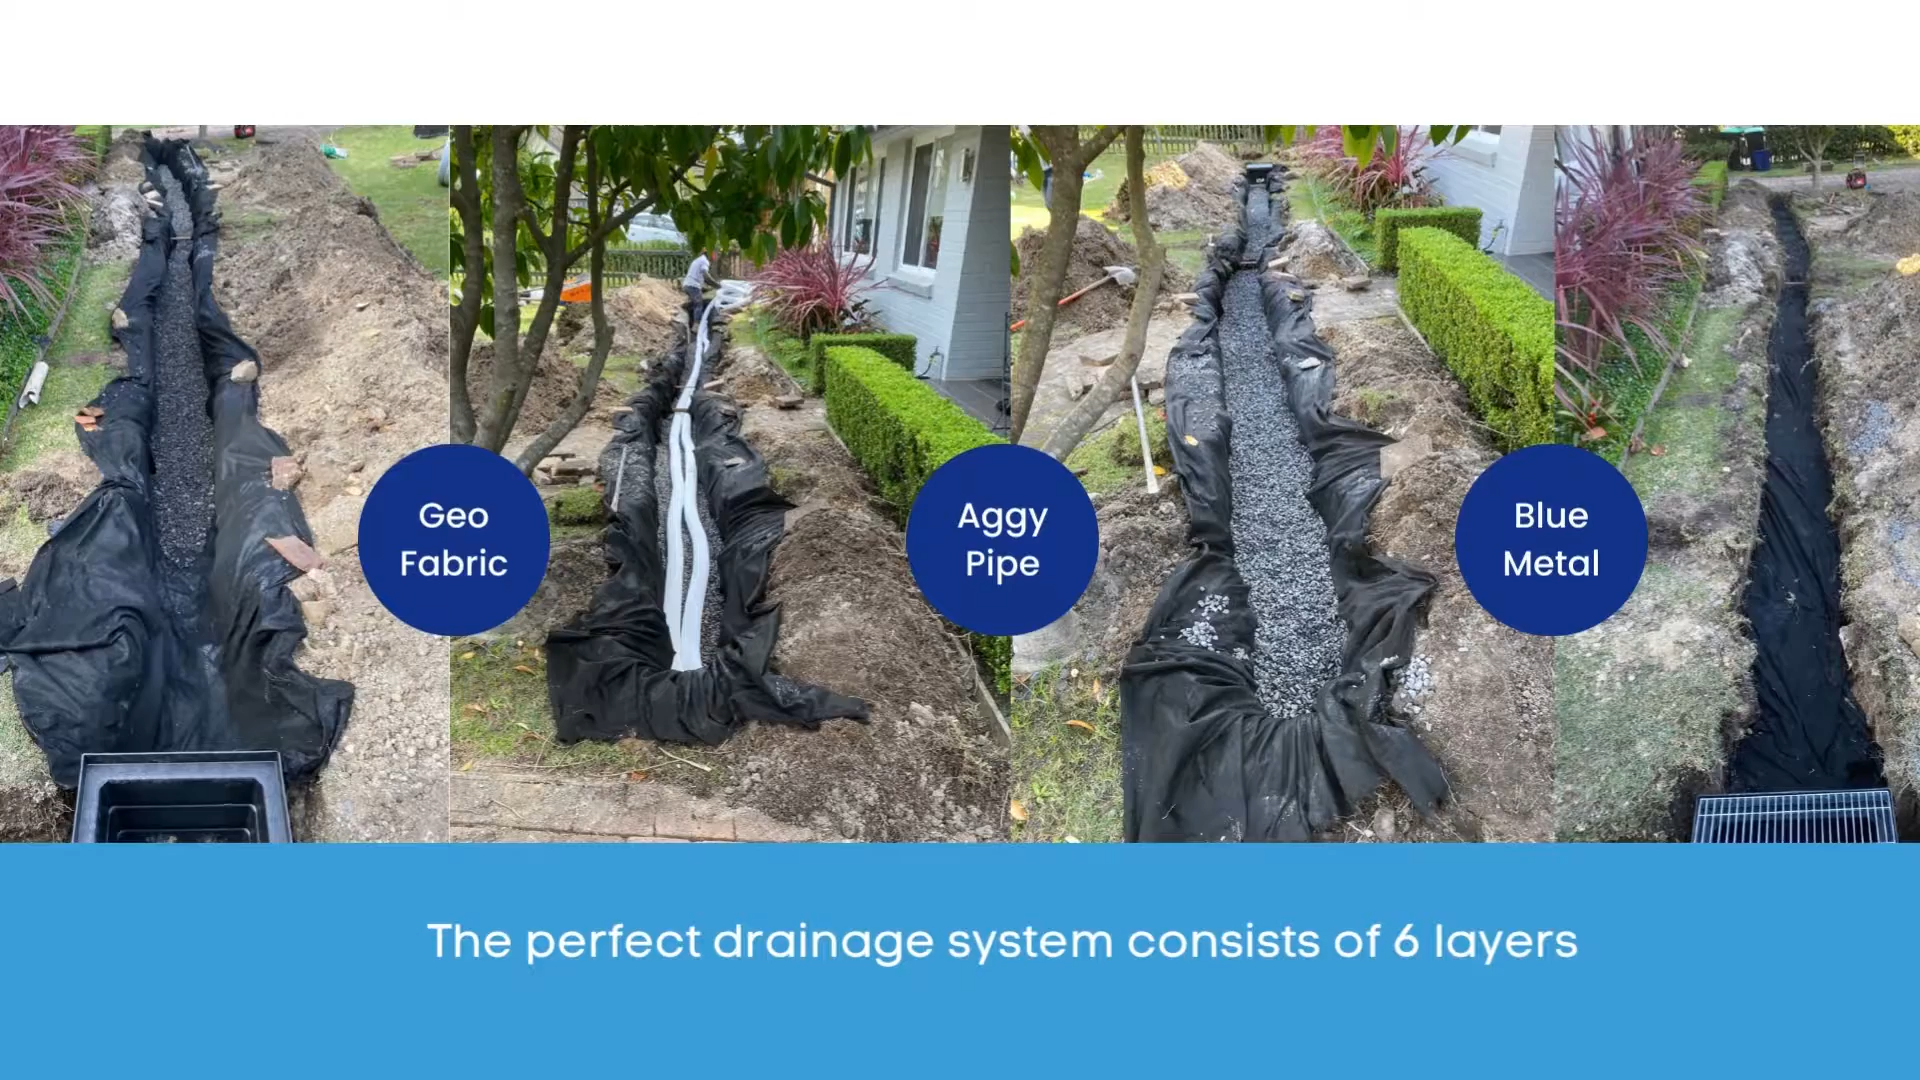 Geo
Fabric
Aggy
Pipe
Blue
Metal
The perfect drainage system consists of 6 layers